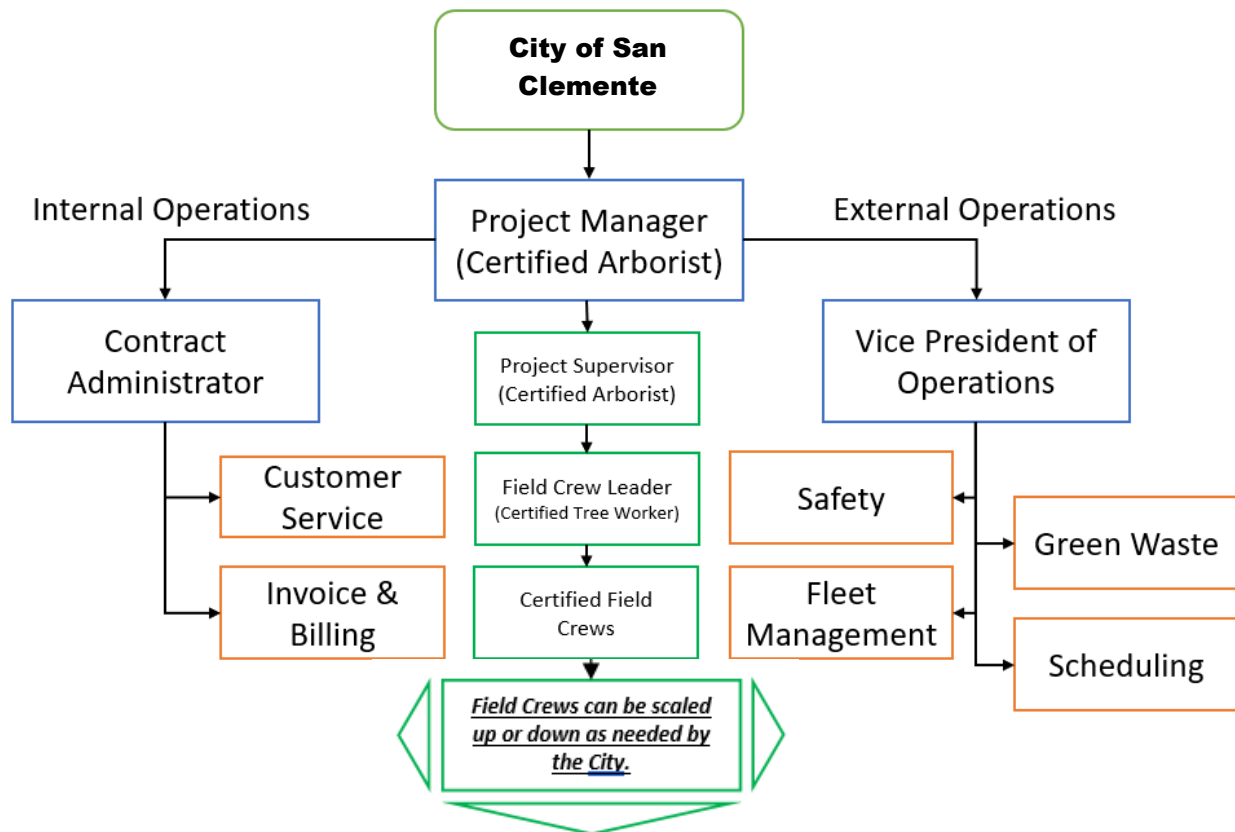 City of San
Clemente
Internal Operations
Project Manager
(Certified Arborist)
External Operations
Contract
Administrator
Project Supervisor
(Certified Arborist)
Vice President of
Operations
Customer
Service
Field Crew Leader
(Certified Tree Worker)
Safety
Green Waste
Invoice &
Billing
Certified Field
Crews
Fleet
Management
Scheduling
Field Crews can be scaled
up or down as needed by
the City.